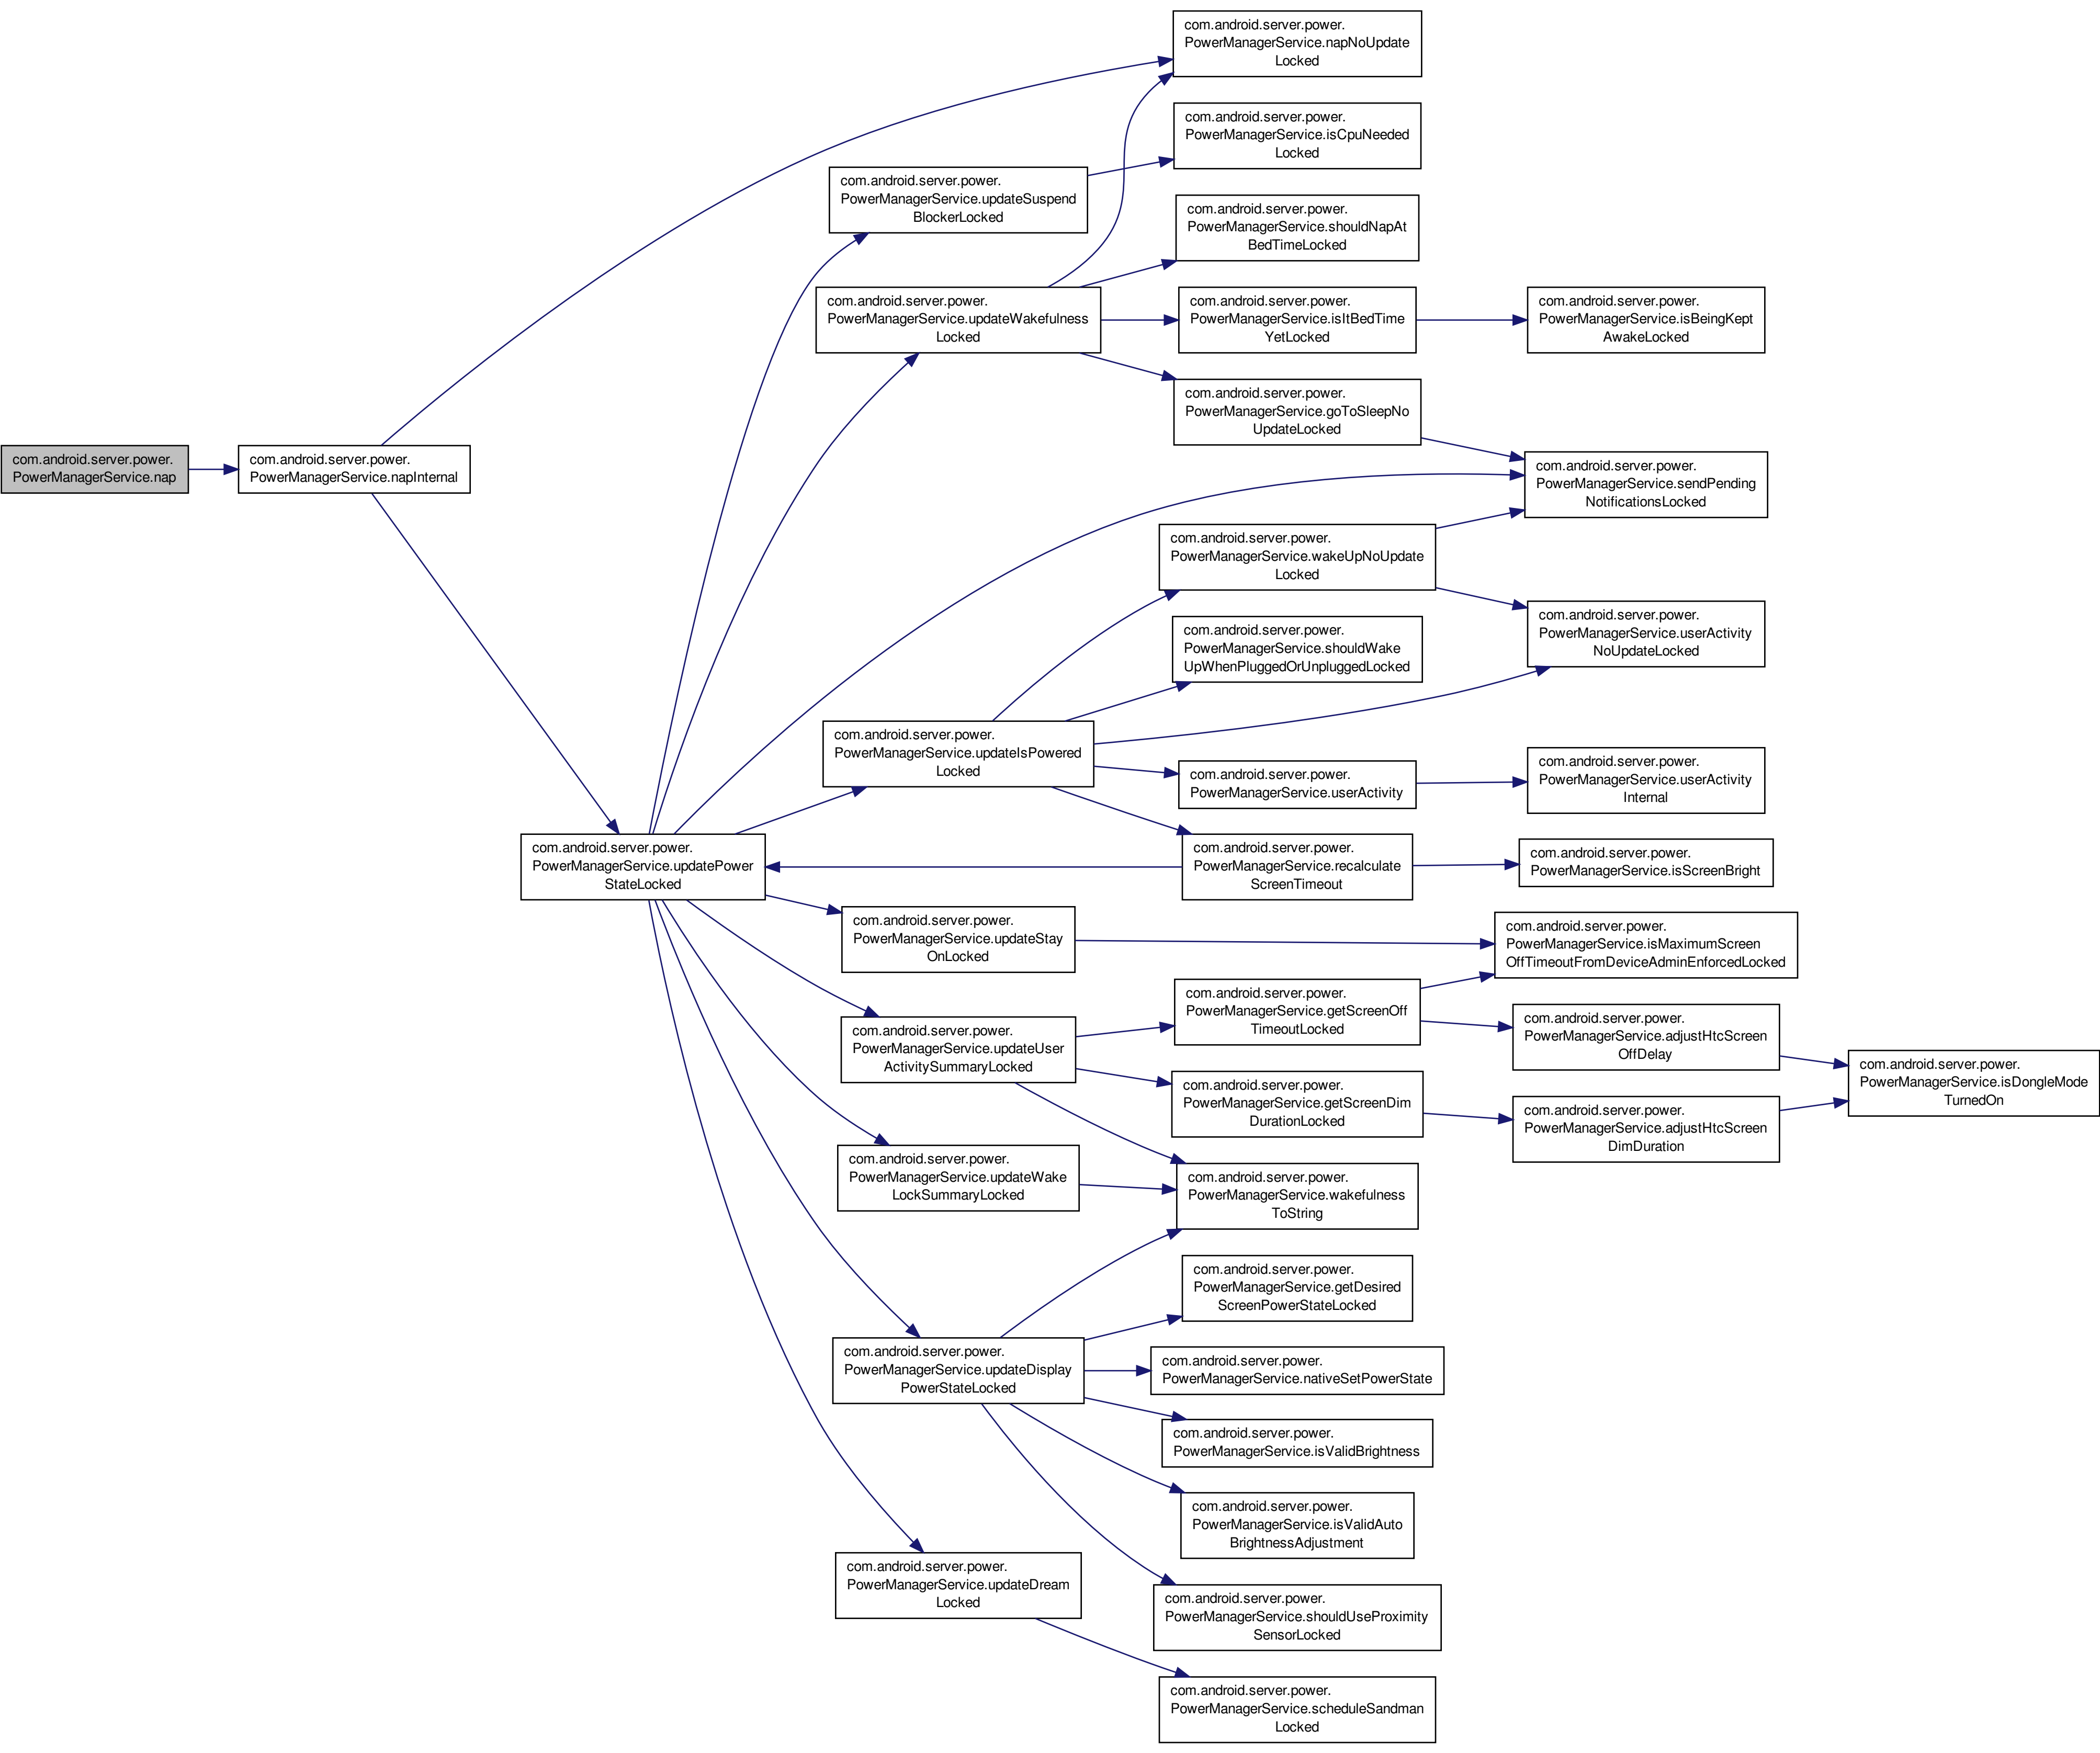 com.android.server.power.
PowerManagerService.nap
com.android.server.power.
PowerManagerService.napInternal
com.android.server.power.
PowerManagerService.updatePower
StateLocked
com.android.server.power.
PowerManagerService.updateSuspend
BlockerLocked
com.android.server.power.
PowerManagerService.updateWakefulness
Locked
com.android.server.power.
PowerManagerService.updateIsPowered
Locked
com.android.server.power.
PowerManagerService.updateStay
OnLocked
com.android.server.power.
PowerManagerService.updateUser
ActivitySummaryLocked
com.android.server.power.
PowerManagerService.updateWake
LockSummaryLocked
com.android.server.power.
PowerManagerService.updateDisplay
PowerStateLocked
com.android.server.power.
PowerManagerService.updateDream
Locked
com.android.server.power.
PowerManagerService.napNoUpdate
Locked
com.android.server.power.
PowerManagerService.isCpuNeeded
Locked
com.android.server.power.
PowerManagerService.shouldNapAt
BedTimeLocked
com.android.server.power.
PowerManagerService.isItBedTime
YetLocked
com.android.server.power.
PowerManagerService.goToSleepNo
UpdateLocked
com.android.server.power.
PowerManagerService.wakeUpNoUpdate
Locked
com.android.server.power.
PowerManagerService.shouldWake
UpWhenPluggedOrUnpluggedLocked
com.android.server.power.
PowerManagerService.userActivity
com.android.server.power.
PowerManagerService.recalculate
ScreenTimeout
com.android.server.power.
PowerManagerService.getScreenOff
TimeoutLocked
com.android.server.power.
PowerManagerService.getScreenDim
DurationLocked
com.android.server.power.
PowerManagerService.wakefulness
ToString
com.android.server.power.
PowerManagerService.getDesired
ScreenPowerStateLocked
com.android.server.power.
PowerManagerService.nativeSetPowerState
com.android.server.power.
PowerManagerService.isValidBrightness
com.android.server.power.
PowerManagerService.isValidAuto
BrightnessAdjustment
com.android.server.power.
PowerManagerService.shouldUseProximity
SensorLocked
com.android.server.power.
PowerManagerService.scheduleSandman
Locked
com.android.server.power.
PowerManagerService.isBeingKept
AwakeLocked
com.android.server.power.
PowerManagerService.sendPending
NotificationsLocked
com.android.server.power.
PowerManagerService.userActivity
NoUpdateLocked
com.android.server.power.
PowerManagerService.userActivity
Internal
com.android.server.power.
PowerManagerService.isScreenBright
com.android.server.power.
PowerManagerService.isMaximumScreen
OffTimeoutFromDeviceAdminEnforcedLocked
com.android.server.power.
PowerManagerService.adjustHtcScreen
OffDelay
com.android.server.power.
PowerManagerService.adjustHtcScreen
DimDuration
com.android.server.power.
PowerManagerService.isDongleMode
TurnedOn